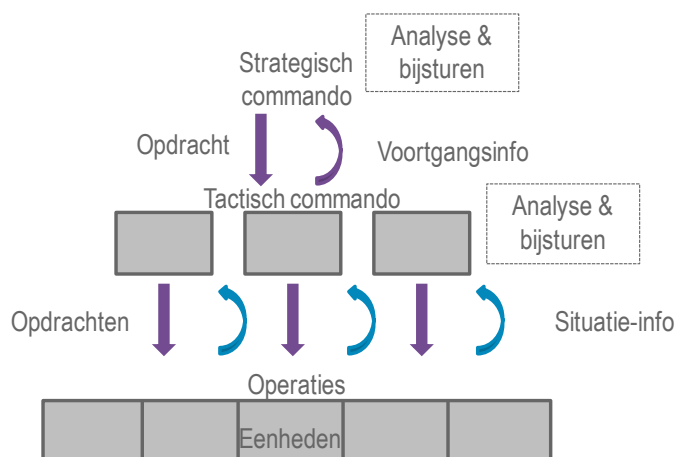 Analyse &
bijsturen
Strategisch
commando
Opdracht
Voortgangsinfo
Tactisch commando
Analyse &
bijsturen
Opdrachten
Situatie-info
Operaties
Eenheden